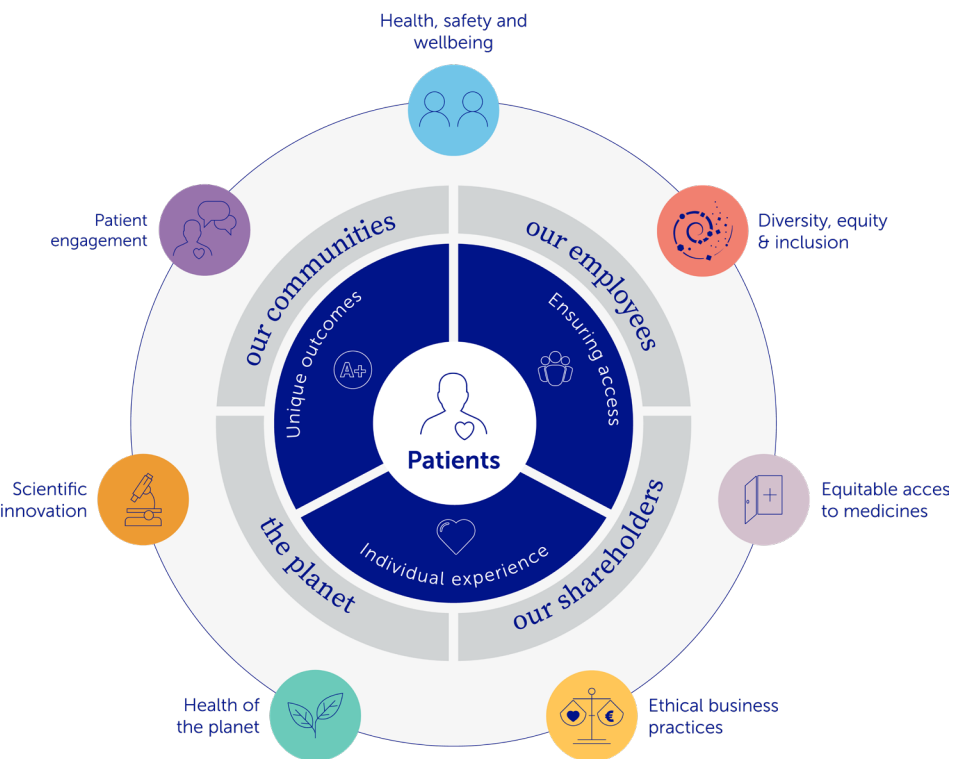 Health, safety and
wellbeing
Patient
engagement
Diversity, equity
& inclusion
our communities
our employees
Unique outcomes
A+
Ensuring access
Patients
Scientific
innovation
Equitable acces
to medicines
the planet
Individual experience
our shareholders
Health of
the planet
€
Ethical business
practices